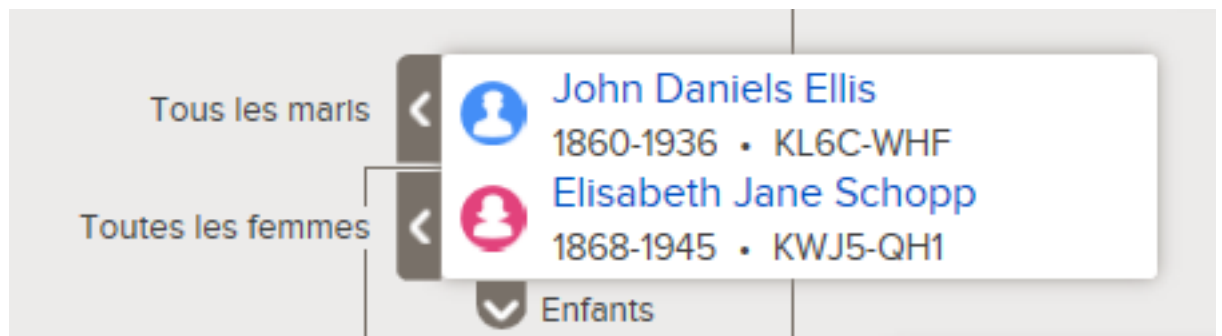 Tous les maris
John Daniels Ellis
1860-1936 • KL6C-WHF
Toutes les femmes
Elisabeth Jane Schopp
1868-1945 • KWJ5-QH1
Enfants